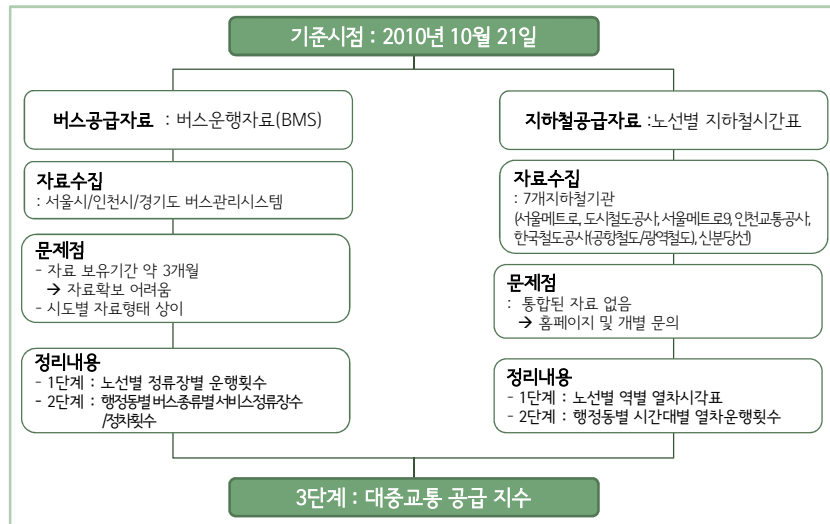 기준시점 : 2010년 10월 21일
버스공급자료 : 버스운행자료(BMS)
자료수집
: 서울시/인천시/경기도 버스관리시스템
문제점
- 자료 보유기간 약 3개월
→ 자료확보 어려움
- 시도별 자료형태 상이
정리내용
- 1단계 : 노선별 정류장별 운행횟수
- 2단계 : 행정동별 버스종류별 서비스정류장수
/정차횟수
지하철공급자료 :노선별 지하철시간표
자료수집
: 7개지하철기관
(서울메트로, 도시철도공사, 서울메트로9, 인천교통공사,
한국철도공사(공항철도/광역철도), 신분당선)
문제점
: 통합된 자료 없음
→ 홈페이지 및 개별 문의
정리내용
- 1단계 : 노선별 역별 열차시각표
- 2단계 : 행정동별 시간대별 열차운행횟수
3단계 : 대중교통 공급 지수